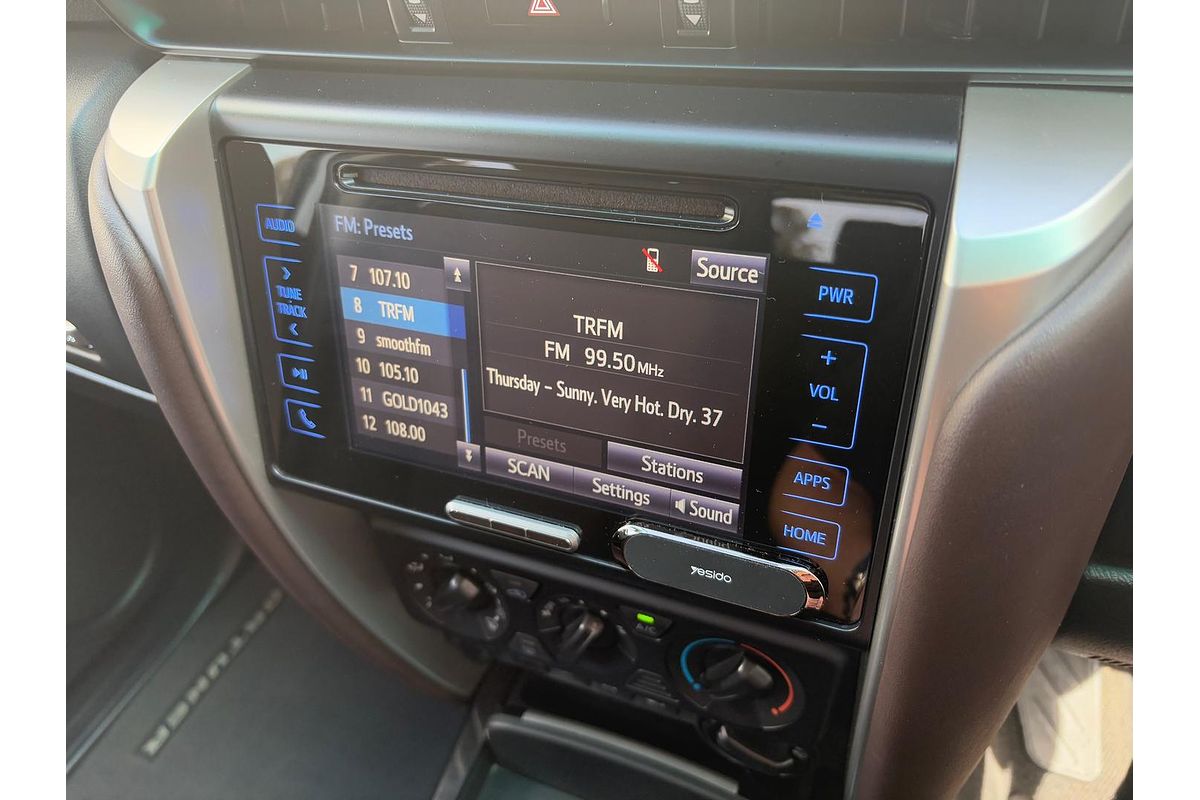 AUDIO
TUNE
TRACK
FM: Presets
Source
7 107.10
8 TRFM
9 smoothfm
10 105.10
11 GOLD1043
12 108.00
TRFM
FM 99.50 MHz
Thursday - Sunny. Very Hot. Dry. 37
Presets
Stations
SCAN
Settings
Sound
PWR
+
VOL
-
APPS
HOME
yesido
A/C